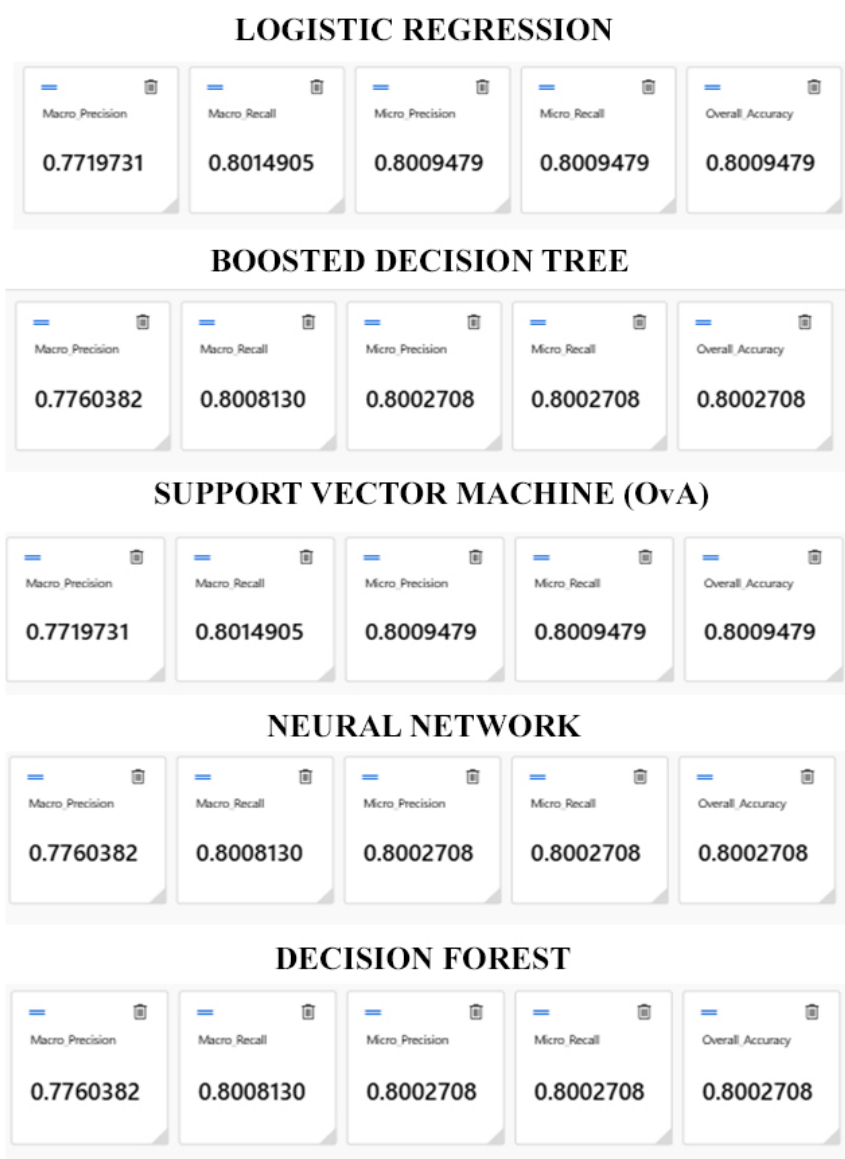 LOGISTIC REGRESSION
Macro_Precision Macro_Recall Micro_Precision Micro_Recall Overall_Accuracy
0.7719731 0.8014905 0.8009479 0.8009479 0.8009479
BOOSTED DECISION TREE
Macro_Precision Macro_Recall Micro_Precision Micro_Recall Overall_Accuracy
0.7760382 0.8008130 0.8002708 0.8002708 0.8002708
SUPPORT VECTOR MACHINE (OvA)
Macro_Precision Macro_Recall Micro_Precision Micro_Recall Overall_Accuracy
0.7719731 0.8014905 0.8009479 0.8009479 0.8009479
NEURAL NETWORK
Macro_Precision Macro_Recall Micro_Precision Micro_Recall Overall_Accuracy
0.7760382 0.8008130 0.8002708 0.8002708 0.8002708
DECISION FOREST
Macro_Precision Macro_Recall Micro_Precision Micro_Recall Overall_Accuracy
0.7760382 0.8008130 0.8002708 0.8002708 0.8002708